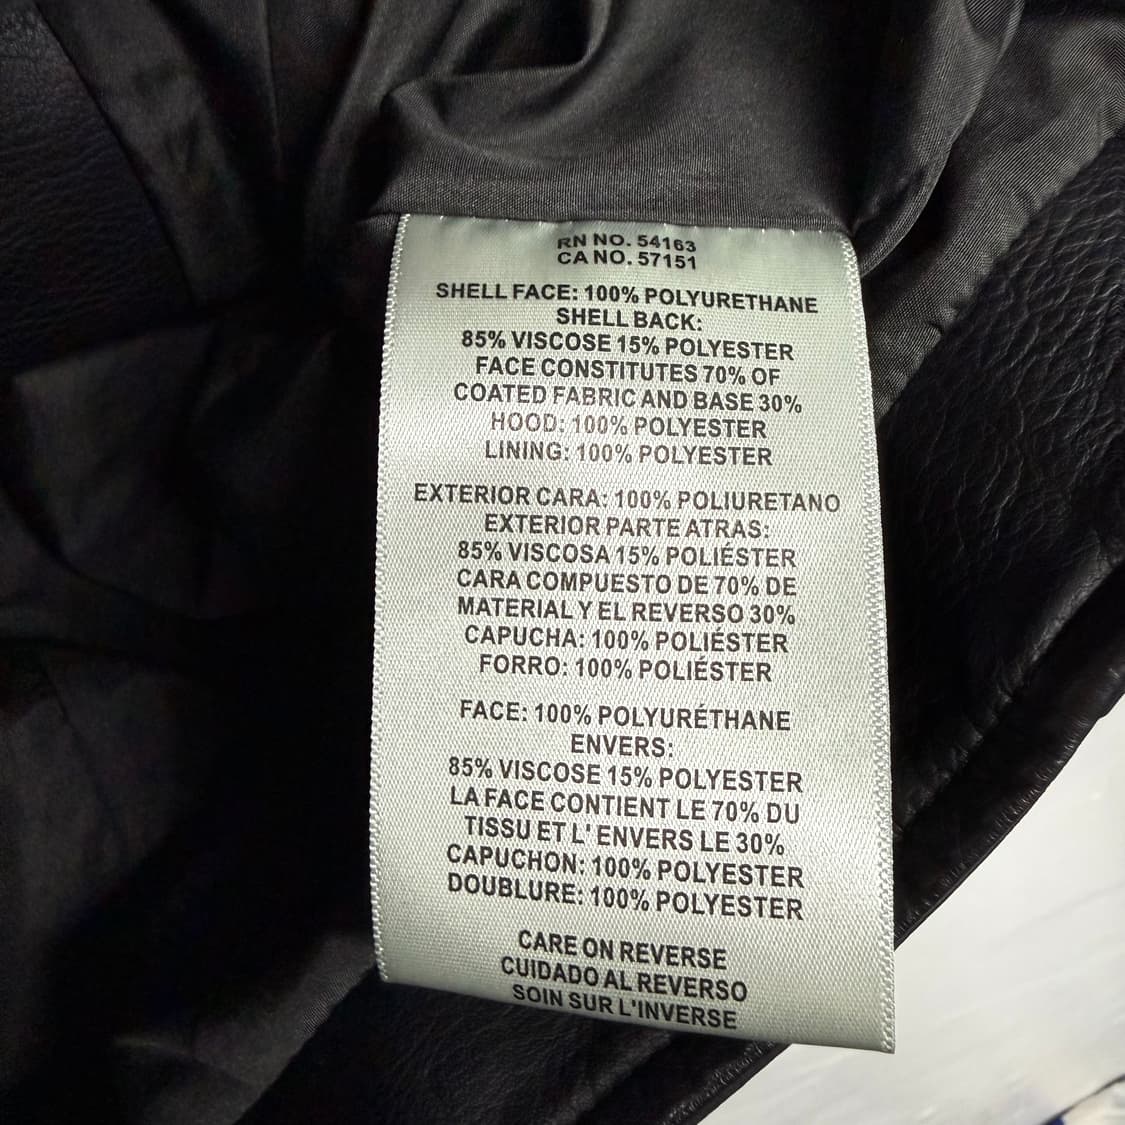 RN NO. 54163
CA NO. 57151
SHELL FACE: 100% POLYURETHANE
SHELL BACK:
85% VISCOSE 15% POLYESTER
FACE CONSTITUTES 70% OF
COATED FABRIC AND BASE 30%
HOOD: 100% POLYESTER
LINING: 100% POLYESTER
EXTERIOR CARA: 100% POLIURETANO
EXTERIOR PARTE ATRAS:
85% VISCOSA 15% POLIÉSTER
CARA COMPUESTO DE 70% DE
MATERIAL Y EL REVERSO 30%
CAPUCHA: 100% POLIÉSTER
FORRO: 100% POLIÉSTER
FACE: 100% POLYURÉTHANE
ENVERS:
85% VISCOSE 15% POLYESTER
LA FACE CONTIENT LE 70% DU
TISSU ET L' ENVERS LE 30%
CAPUCHON: 100% POLYESTER
DOUBLURE: 100% POLYESTER
CARE ON REVERSE
CUIDADO AL REVERSO
SOIN SUR L'INVERSE